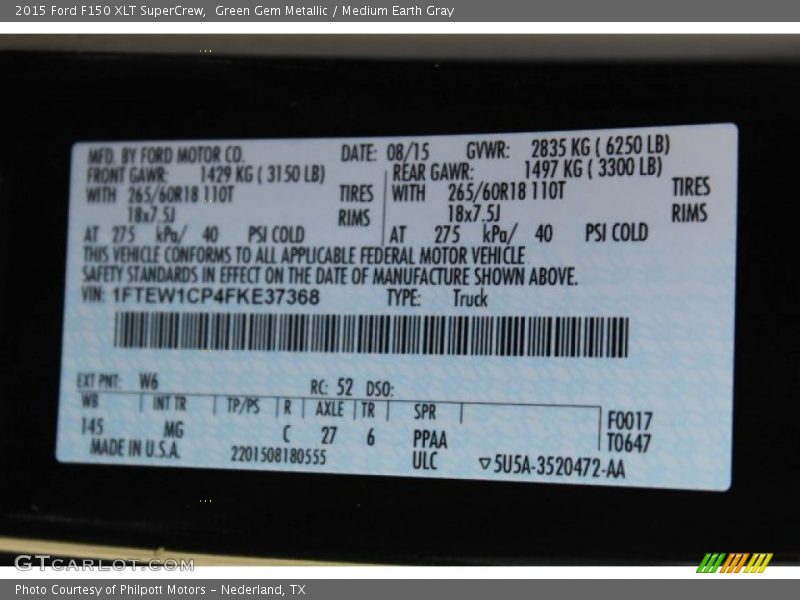 2015 Ford F150 XLT SuperCrew,  Green Gem Metallic / Medium Earth Gray
MFD. BY FORD MOTOR CO. DATE: 08/15 GVWR: 2835 KG ( 6250 LB)
FRONT GAWR: 1429 KG ( 3150 LB) REAR GAWR: 1497 KG ( 3300 LB)
WITH 265/60R18 110T TIRES WITH 265/60R18 110T TIRES
18x7.5J RIMS 18x7.5J RIMS
AT 275 kPa/ 40 PSI COLD AT 275 kPa/ 40 PSI COLD
THIS VEHICLE CONFORMS TO ALL APPLICABLE FEDERAL MOTOR VEHICLE
SAFETY STANDARDS IN EFFECT ON THE DATE OF MANUFACTURE SHOWN ABOVE.
VIN: 1FTEW1CP4FKE37368 TYPE: Truck
EXT PNT: W6 RC: 52 DSO:
WB INT TR TP/PS R AXLE TR SPR
145 MG C 27 6 PPAA F0017
MADE IN U.S.A. 2201508180555 ULC T0647
▽5U5A-3520472-AA
GTCARLOT.COM
Photo Courtesy of Philpott Motors - Nederland, TX